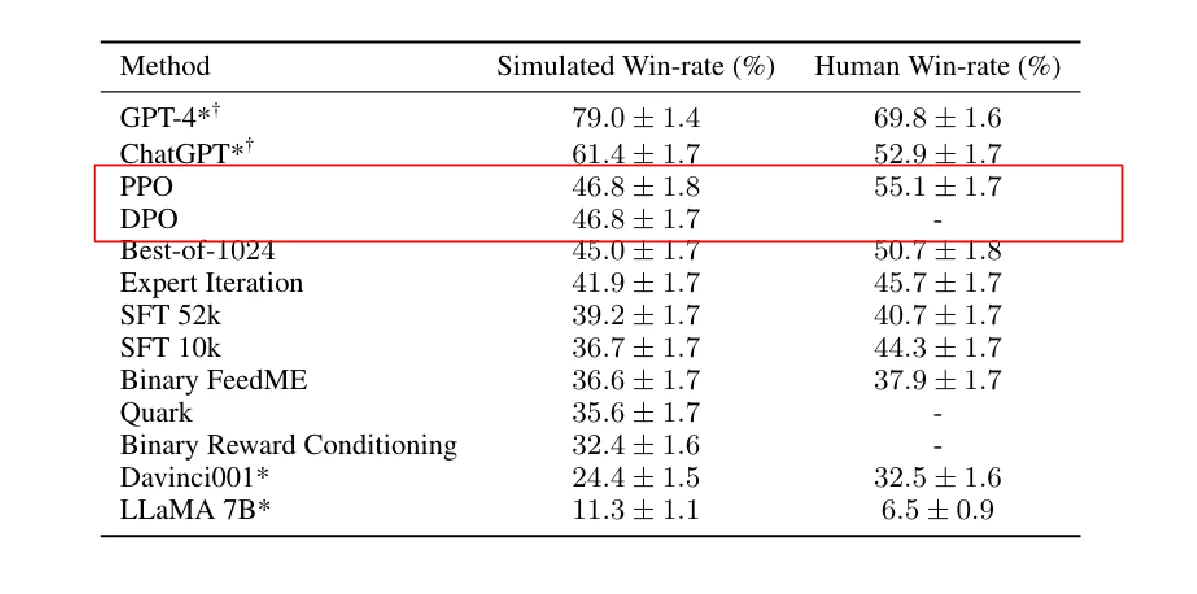 Method Simulated Win-rate (%) Human Win-rate (%)
GPT-4*† 79.0 ± 1.4 69.8 ± 1.6
ChatGPT*† 61.4 ± 1.7 52.9 ± 1.7
PPO 46.8 ± 1.8 55.1 ± 1.7
DPO 46.8 ± 1.7 -
Best-of-1024 45.0 ± 1.7 50.7 ± 1.8
Expert Iteration 41.9 ± 1.7 45.7 ± 1.7
SFT 52k 39.2 ± 1.7 40.7 ± 1.7
SFT 10k 36.7 ± 1.7 44.3 ± 1.7
Binary FeedME 36.6 ± 1.7 37.9 ± 1.7
Quark 35.6 ± 1.7 -
Binary Reward Conditioning 32.4 ± 1.6 -
Davinci001* 24.4 ± 1.5 32.5 ± 1.6
LLaMA 7B* 11.3 ± 1.1 6.5 ± 0.9